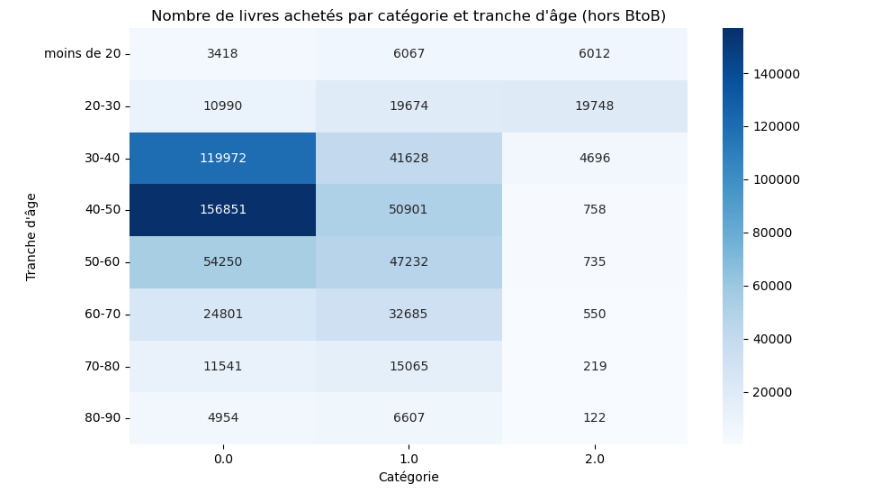 Nombre de livres achetés par catégorie et tranche d'âge (hors BtoB)
moins de 20 3418 6067 6012
20-30 10990 19674 19748
30-40 119972 41628 4696
40-50 156851 50901 758
50-60 54250 47232 735
60-70 24801 32685 550
70-80 11541 15065 219
80-90 4954 6607 122
0.0 1.0 2.0
Catégorie
Tranche d'âge
140000
120000
100000
80000
60000
40000
20000